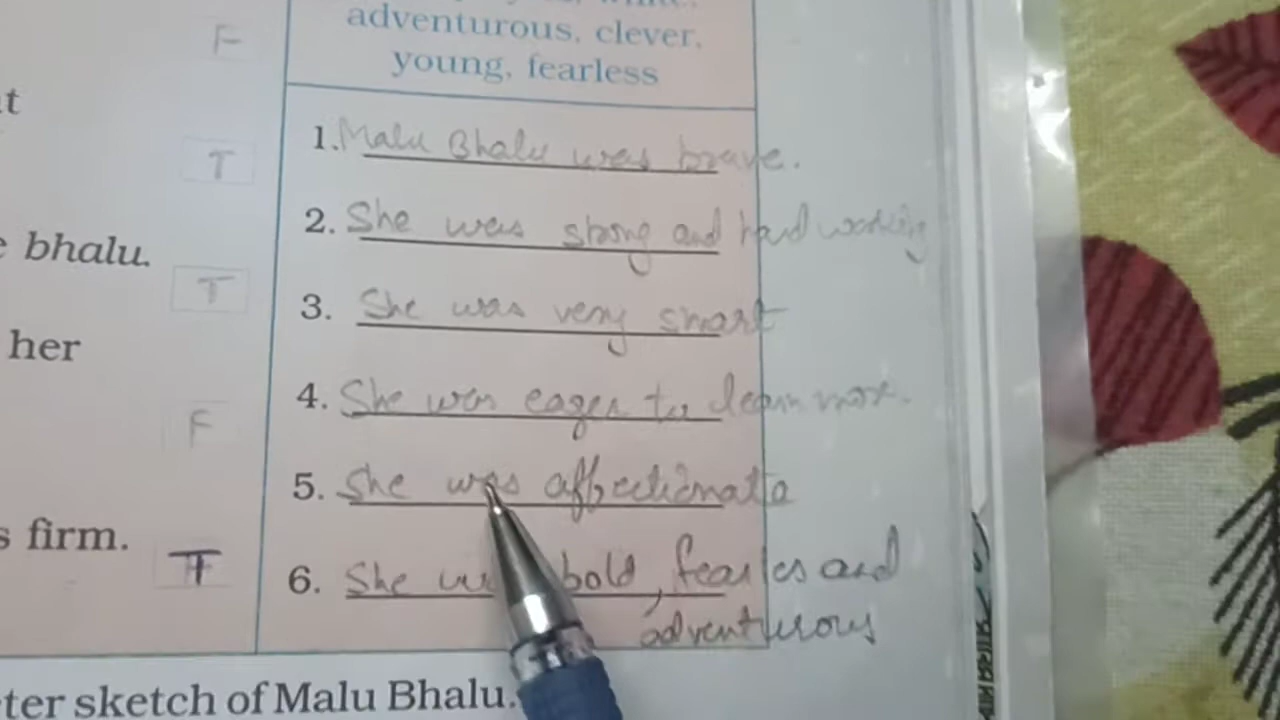 adventurous, clever,
young, fearless
F
t
1. Malu Bhalu was brave.
T
2. She was strong and hard working
bhalu.
T
3. She was very smart
her
4. She was eager to learn more.
F
5. She was affectionata
s firm.
T
6. She bold, fearles and
adventurous
ter sketch of Malu Bhalu.